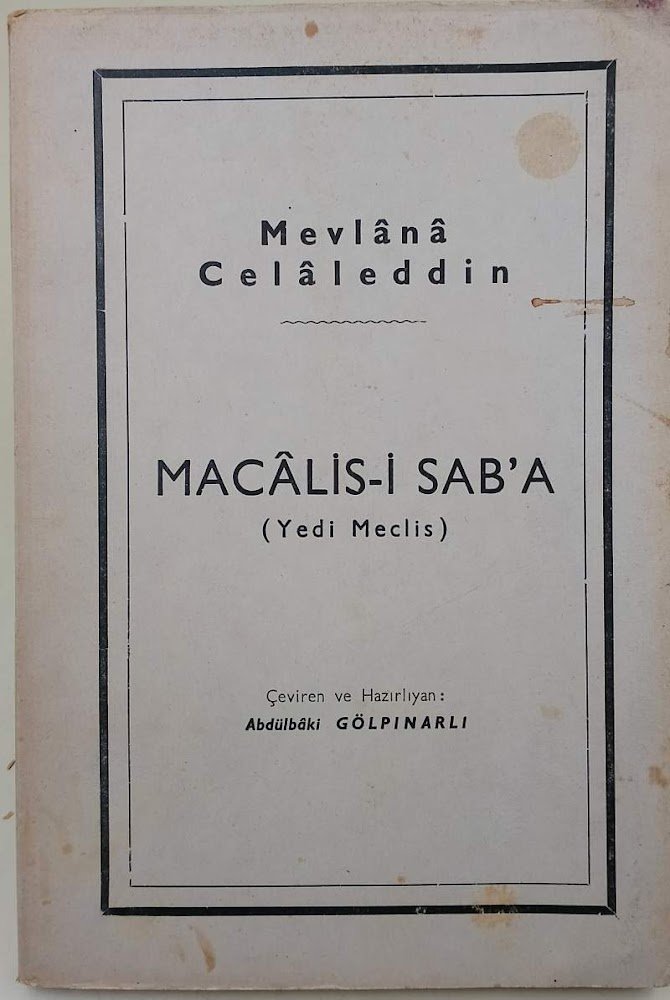 Mevlânâ
Celâleddin
MACÂLİS-İ SAB'A
(Yedi Meclis)
Çeviren ve Hazırlıyan :
Abdülbâki GÖLPINARLI